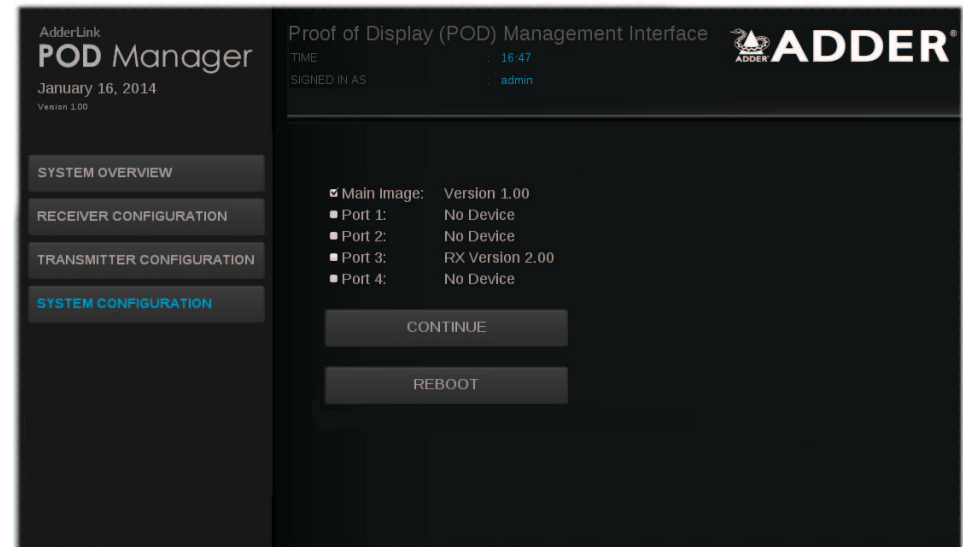 AdderLink
POD Manager
January 16, 2014
Version 1.00
Proof of Display (POD) Management Interface
TIME : 16:47
SIGNED IN AS : admin
ADDER
ADDER®
SYSTEM OVERVIEW
RECEIVER CONFIGURATION
TRANSMITTER CONFIGURATION
SYSTEM CONFIGURATION
Main Image: Version 1.00
Port 1: No Device
Port 2: No Device
Port 3: RX Version 2.00
Port 4: No Device
CONTINUE
REBOOT